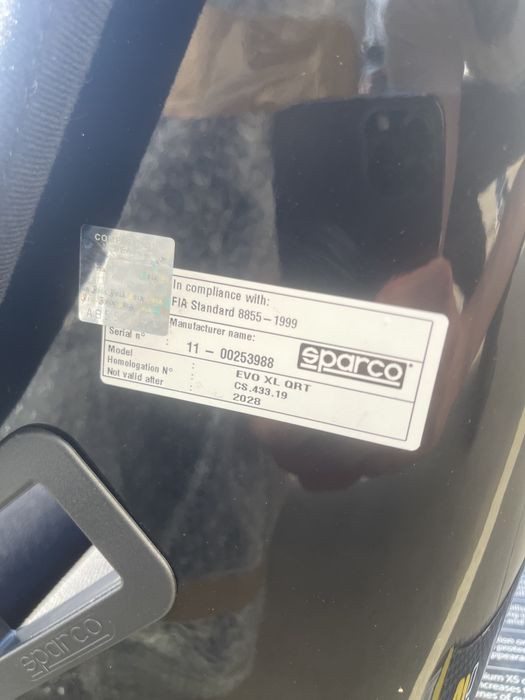 In compliance with:
FIA Standard 8855-1999
Manufacturer name:
sparco
Serial n° : 11 - 00253988
Model : EVO XL QRT
Homologation N° : CS.433.19
Not valid after : 2028
sparco